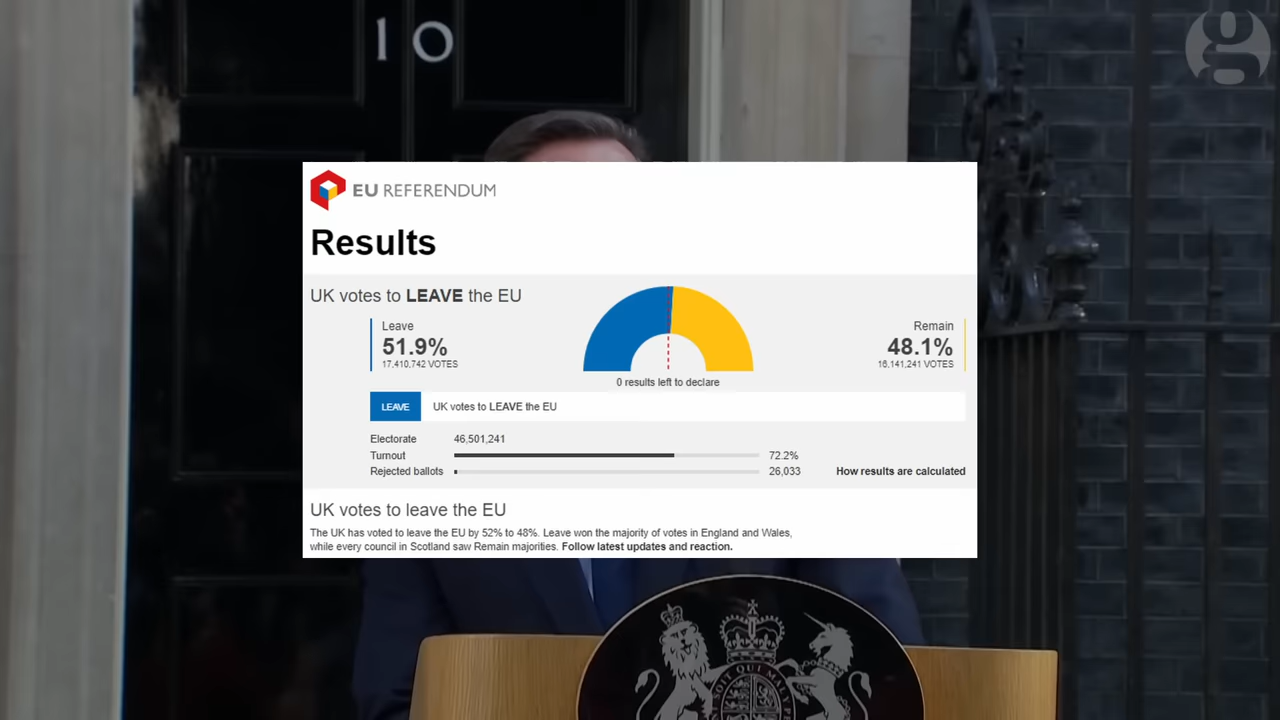 10
g
EU REFERENDUM
Results
UK votes to LEAVE the EU
Leave
51.9%
17,410,742 VOTES
Remain
48.1%
16,141,241 VOTES
0 results left to declare
LEAVE UK votes to LEAVE the EU
Electorate 46,501,241
Turnout 72.2%
Rejected ballots 26,033 How results are calculated
UK votes to leave the EU
The UK has voted to leave the EU by 52% to 48%. Leave won the majority of votes in England and Wales,
while every council in Scotland saw Remain majorities. Follow latest updates and reaction.